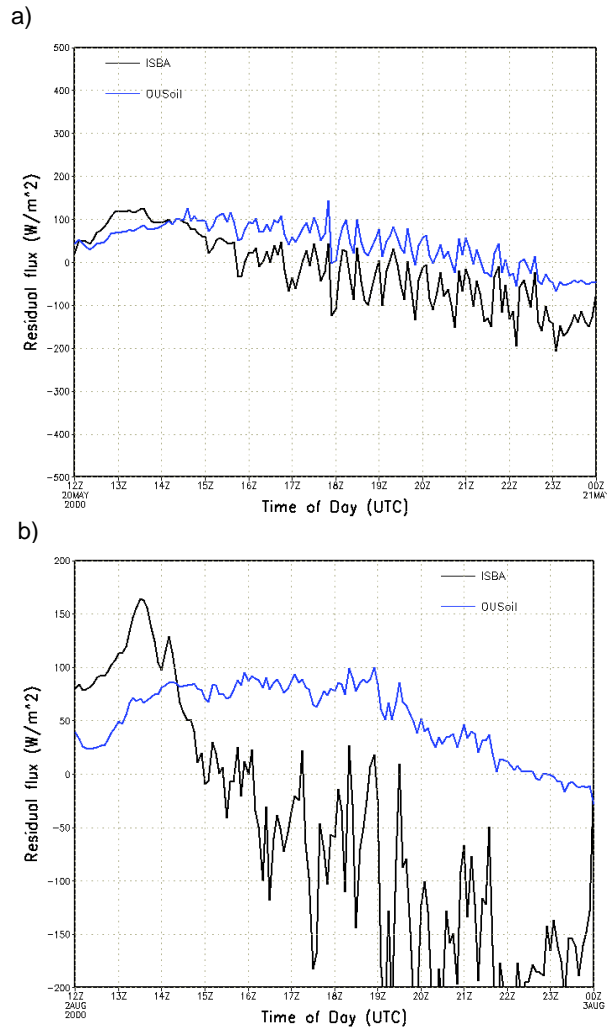 a)
500
400
300
200
100
0
-100
-200
-300
-400
-500
Residual flux (W/m^2)
ISBA
OUSoil
12Z 13Z 14Z 15Z 16Z 17Z 18Z 19Z 20Z 21Z 22Z 23Z 00Z
20MAY 21MAY
2000
Time of Day (UTC)
b)
200
150
100
50
0
-50
-100
-150
-200
Residual flux (W/m^2)
ISBA
OUSoil
12Z 13Z 14Z 15Z 16Z 17Z 18Z 19Z 20Z 21Z 22Z 23Z 00Z
2AUG 3AUG
2000
Time of Day (UTC)